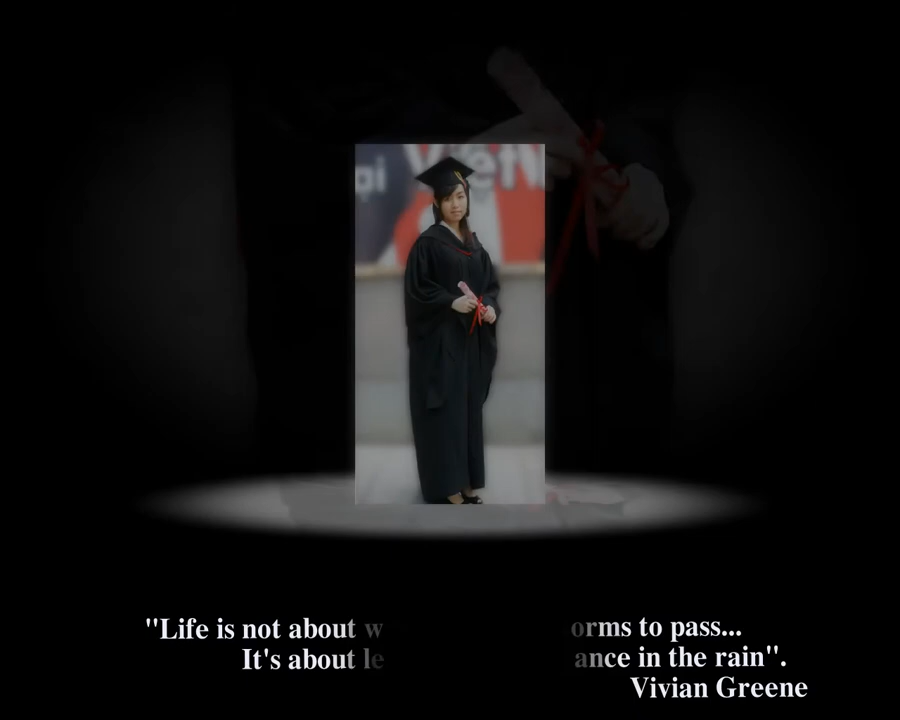 "Life is not about w orms to pass...
It's about le ance in the rain".
Vivian Greene